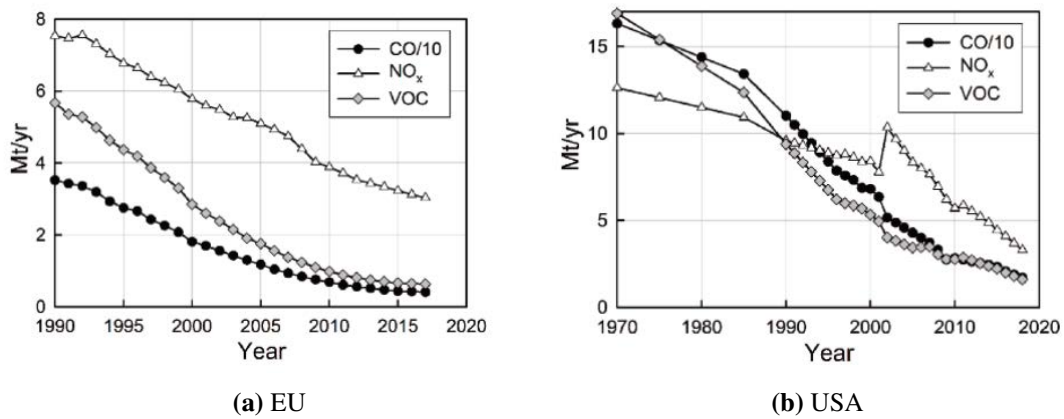 8
6
4
2
0
Mt/yr
CO/10
NOx
VOC
1990 1995 2000 2005 2010 2015 2020
Year
(a) EU
15
10
5
0
Mt/yr
CO/10
NOx
VOC
1970 1980 1990 2000 2010 2020
Year
(b) USA